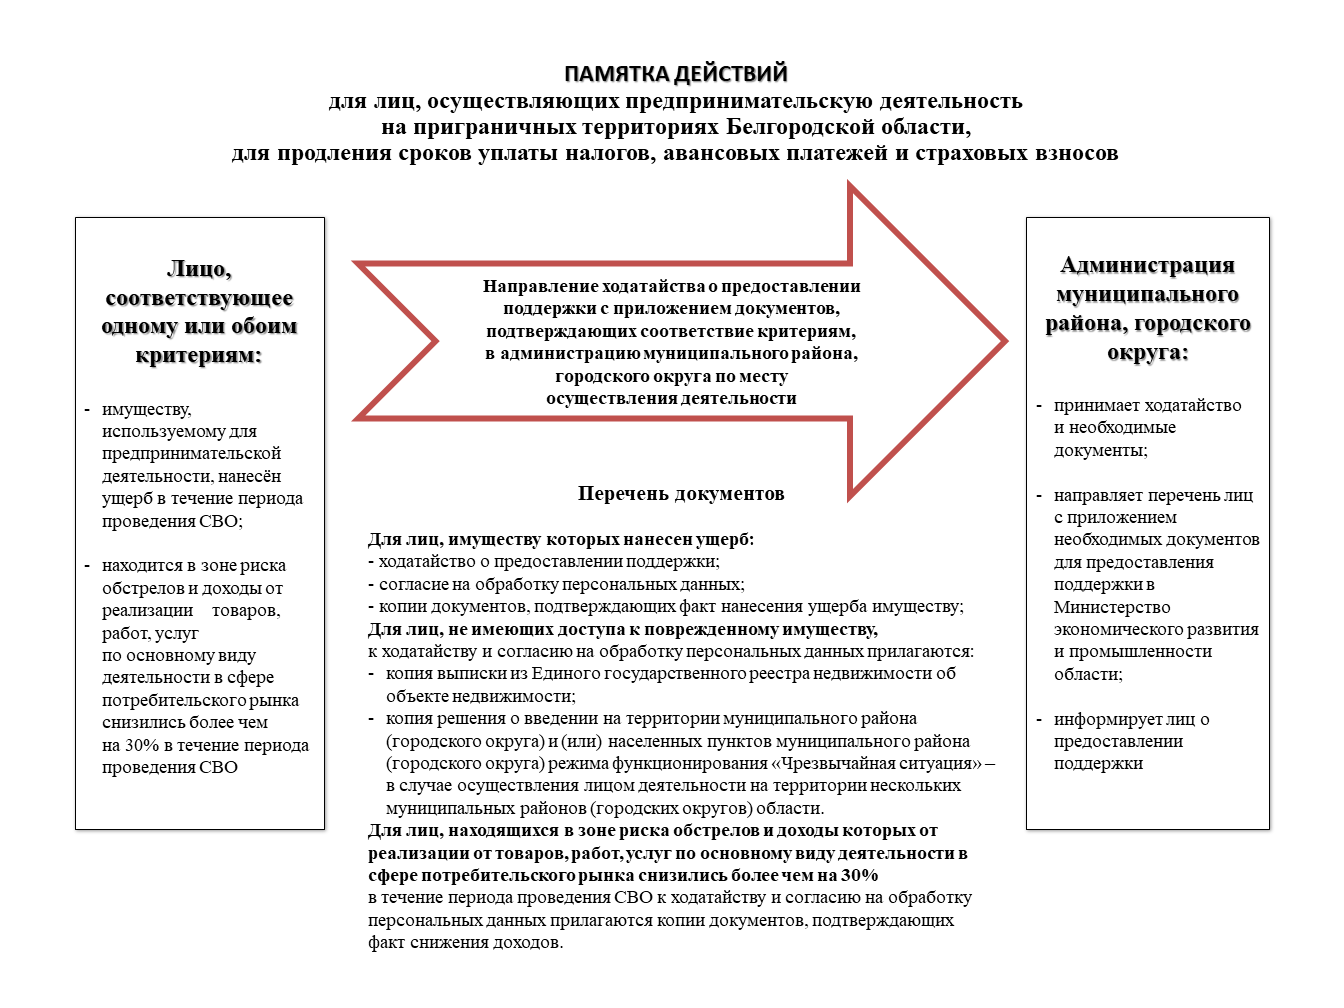 ПАМЯТКА ДЕЙСТВИЙ
для лиц, осуществляющих предпринимательскую деятельность
на приграничных территориях Белгородской области,
для продления сроков уплаты налогов, авансовых платежей и страховых взносов
Лицо,
соответствующее
одному или обоим
критериям:
- имуществу,
используемому для
предпринимательской
деятельности, нанесён
ущерб в течение периода
проведения СВО;
- находится в зоне риска
обстрелов и доходы от
реализации товаров,
работ, услуг
по основному виду
деятельности в сфере
потребительского рынка
снизились более чем
на 30% в течение периода
проведения СВО
Направление ходатайства о предоставлении
поддержки с приложением документов,
подтверждающих соответствие критериям,
в администрацию муниципального района,
городского округа по месту
осуществления деятельности
Перечень документов
Для лиц, имуществу которых нанесен ущерб:
- ходатайство о предоставлении поддержки;
- согласие на обработку персональных данных;
- копии документов, подтверждающих факт нанесения ущерба имуществу;
Для лиц, не имеющих доступа к поврежденному имуществу,
к ходатайству и согласию на обработку персональных данных прилагаются:
- копия выписки из Единого государственного реестра недвижимости об
объекте недвижимости;
- копия решения о введении на территории муниципального района
(городского округа) и (или) населенных пунктов муниципального района
(городского округа) режима функционирования «Чрезвычайная ситуация» –
в случае осуществления лицом деятельности на территории нескольких
муниципальных районов (городских округов) области.
Для лиц, находящихся в зоне риска обстрелов и доходы которых от
реализации от товаров, работ, услуг по основному виду деятельности в
сфере потребительского рынка снизились более чем на 30%
в течение периода проведения СВО к ходатайству и согласию на обработку
персональных данных прилагаются копии документов, подтверждающих
факт снижения доходов.
Администрация
муниципального
района, городского
округа:
- принимает ходатайство
и необходимые
документы;
- направляет перечень лиц
с приложением
необходимых документов
для предоставления
поддержки в
Министерство
экономического развития
и промышленности
области;
- информирует лиц о
предоставлении
поддержки